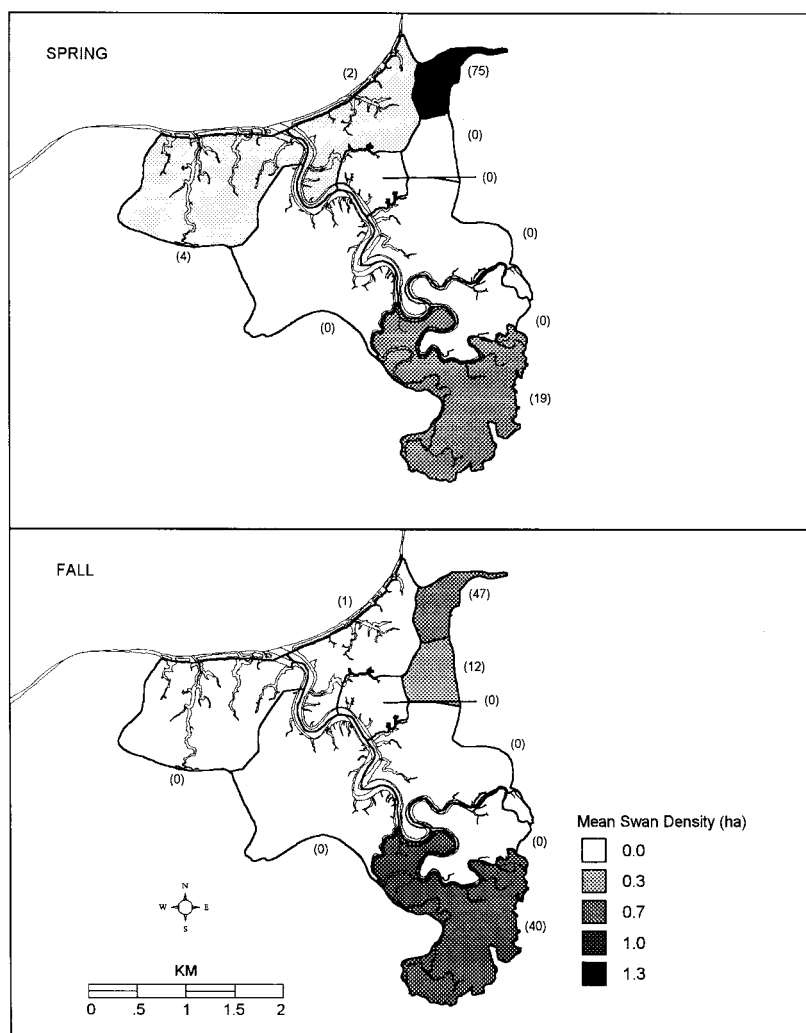 SPRING
(2)
(75)
(0)
(0)
(0)
(4)
(0)
(0)
(19)
FALL
(1)
(47)
(12)
(0)
(0)
(0)
(0)
(0)
(40)
Mean Swan Density (ha)
0.0
0.3
0.7
1.0
1.3
N
W E
S
KM
0 .5 1 1.5 2